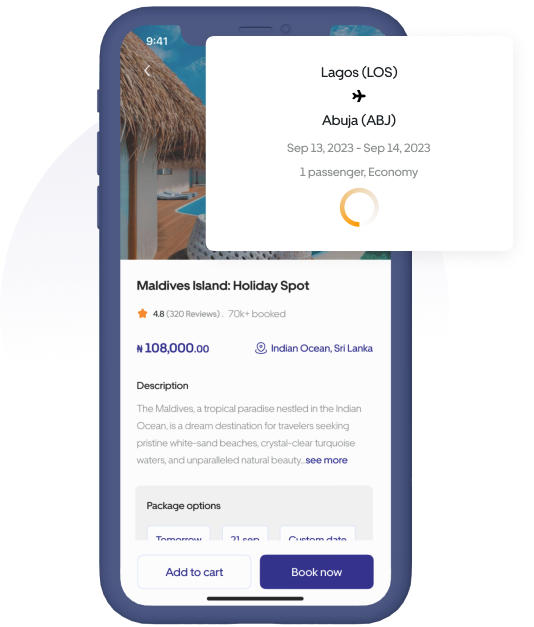 9:41
Lagos (LOS)
Abuja (ABJ)
Sep 13, 2023 - Sep 14, 2023
1 passenger, Economy
Maldives Island: Holiday Spot
4.8 (320 Reviews) . 70k+ booked
₦ 108,000.00 Indian Ocean, Sri Lanka
Description
The Maldives, a tropical paradise nestled in the Indian
Ocean, is a dream destination for travelers seeking
pristine white-sand beaches, crystal-clear turquoise
waters, and unparalleled natural beauty...see more
Package options
Tomorrow 21 sep Custom date
Add to cart Book now